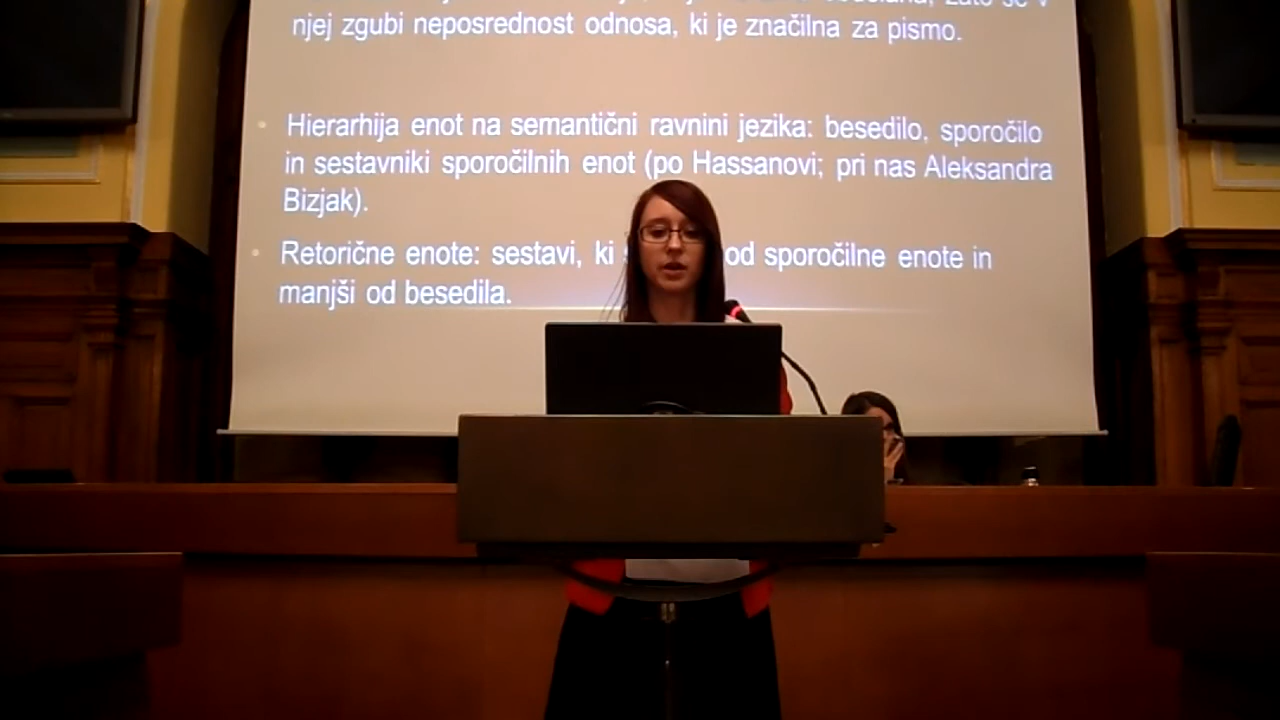 njej zgubi neposrednost odnosa, ki je značilna za pismo.
Hierarhija enot na semantični ravnini jezika: besedilo, sporočilo
in sestavniki sporočilnih enot (po Hassanovi; pri nas Aleksandra
Bizjak).
Retorične enote: sestavi, ki od sporočilne enote in
manjši od besedila.